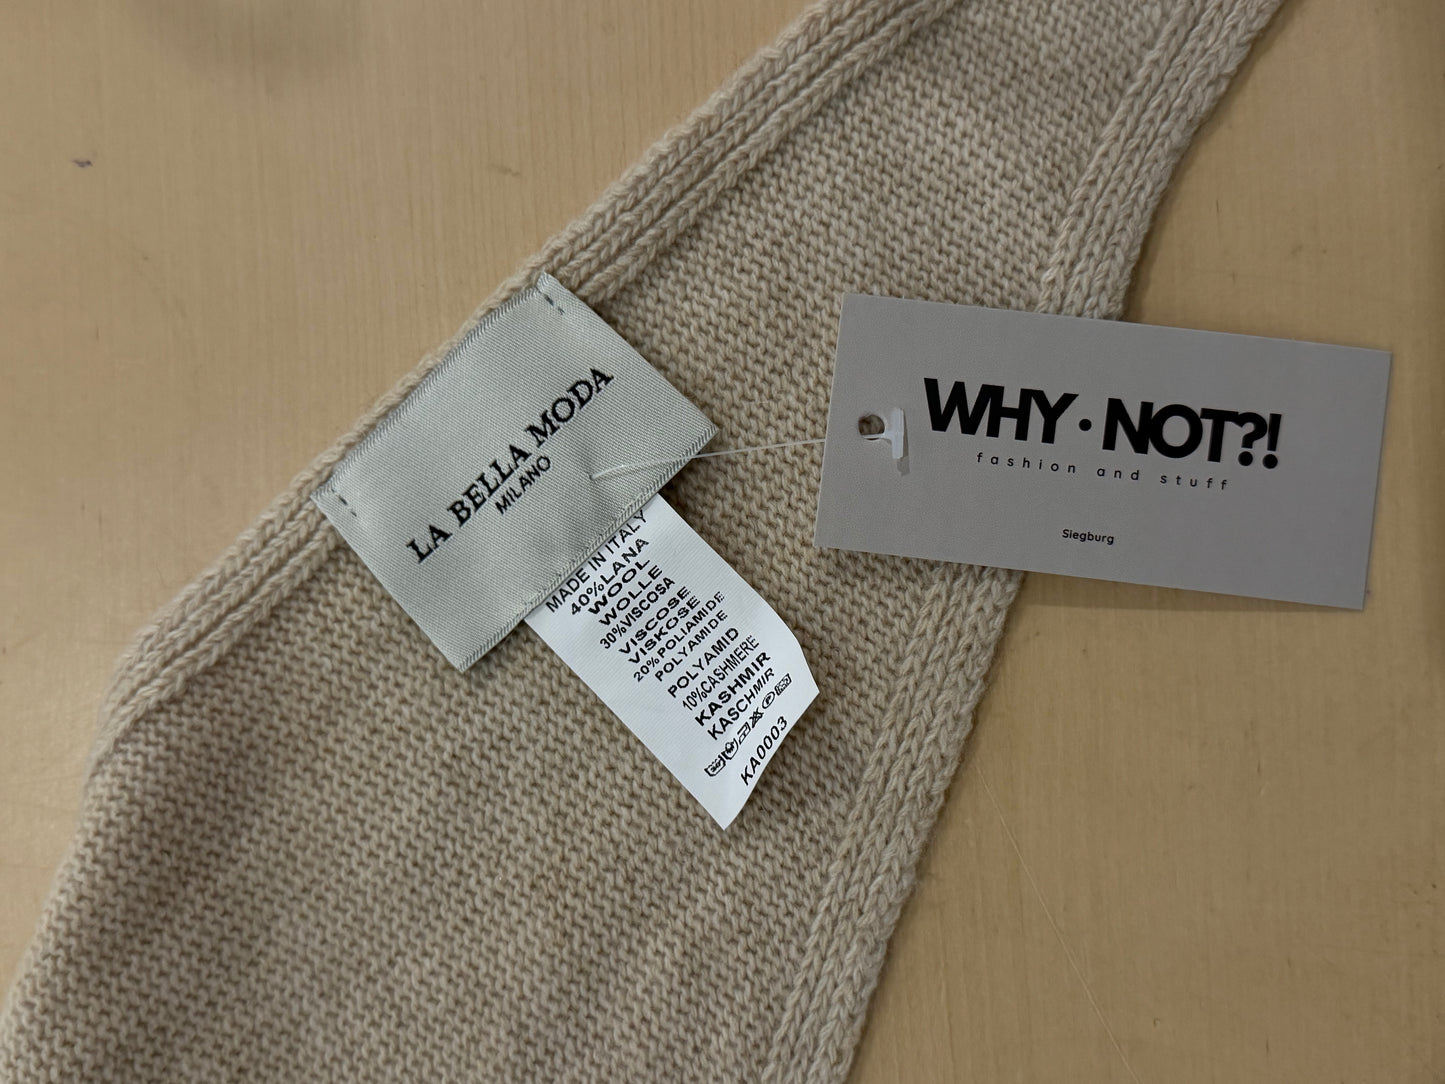 LA BELLA MODA
MILANO
MADE IN ITALY
40%LANA
WOOL
WOLLE
30%VISCOSA
VISCOSE
VISKOSE
20%POLIAMIDE
POLYAMIDE
POLYAMID
10%CASHMERE
KASHMIR
KASCHMIR
KA0003
WHY·NOT?!
fashion and stuff
Siegburg